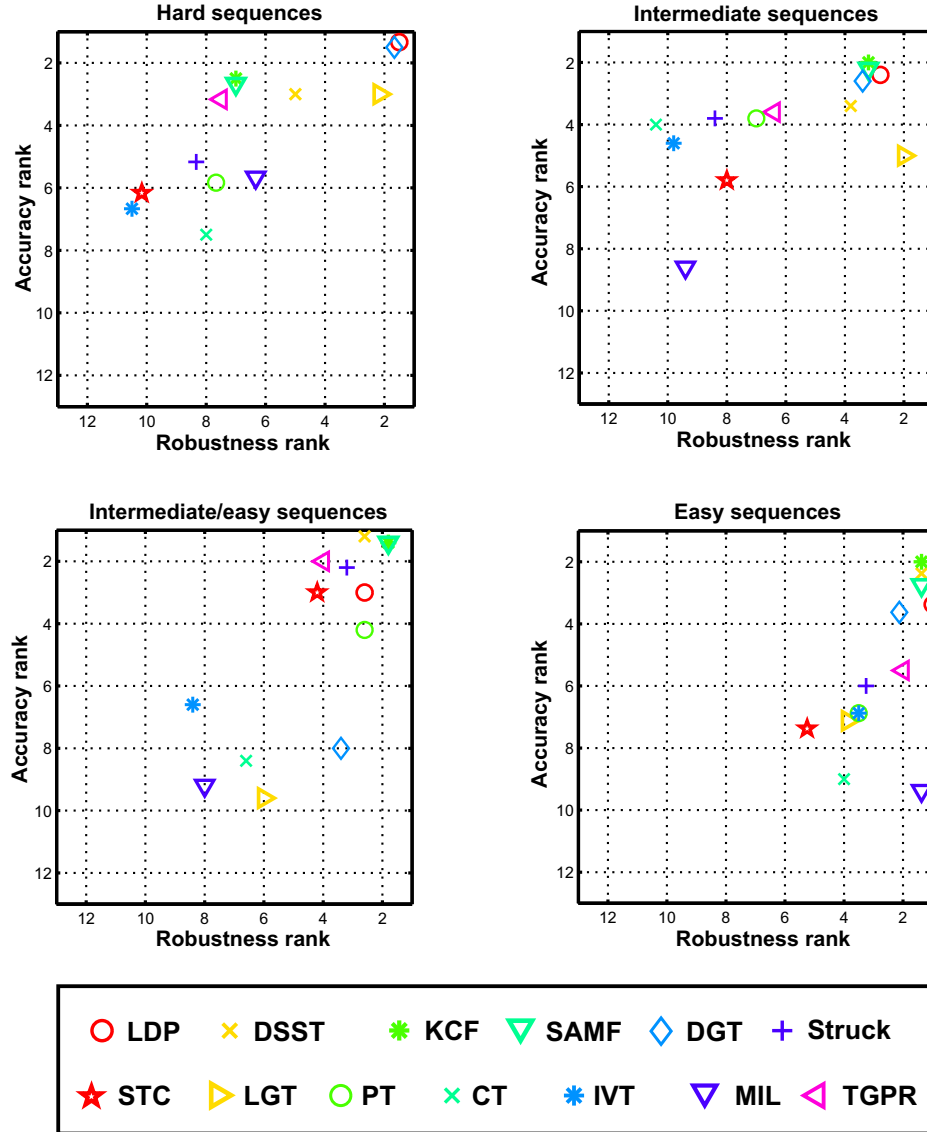 Hard sequences
Accuracy rank
2
4
6
8
10
12
12 10 8 6 4 2
Robustness rank
Intermediate sequences
Accuracy rank
2
4
6
8
10
12
12 10 8 6 4 2
Robustness rank
Intermediate/easy sequences
Accuracy rank
2
4
6
8
10
12
12 10 8 6 4 2
Robustness rank
Easy sequences
Accuracy rank
2
4
6
8
10
12
12 10 8 6 4 2
Robustness rank
LDP DSST KCF SAMF DGT Struck
STC LGT PT CT IVT MIL TGPR